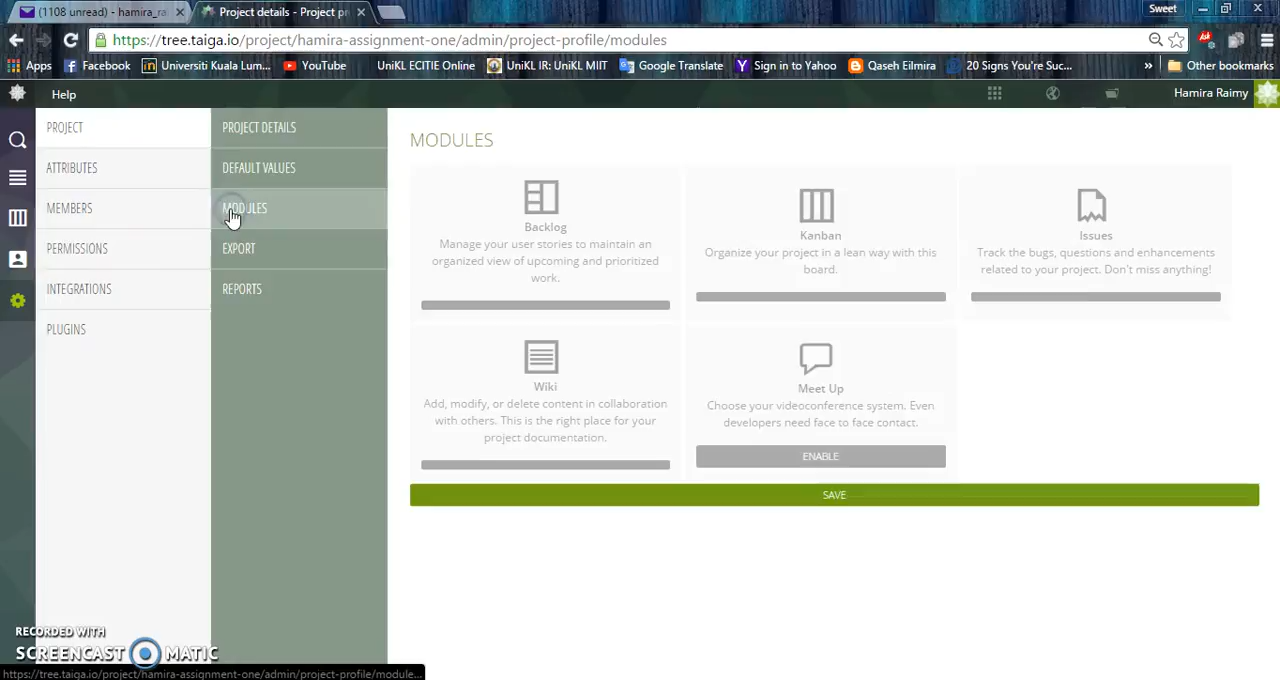 (1108 unread) - hamira_ra
Project details - Project pr
Sweet
https://tree.taiga.io/project/hamira-assignment-one/admin/project-profile/modules
Ask
Apps
Facebook
Universiti Kuala Lum...
YouTube
UniKL ECITIE Online
UniKL IR: UniKL MIIT
Google Translate
Sign in to Yahoo
Qaseh Eilmira
20 Signs You're Suc...
»
Other bookmarks
Help
Hamira Raimy
PROJECT
ATTRIBUTES
MEMBERS
PERMISSIONS
INTEGRATIONS
PLUGINS
PROJECT DETAILS
DEFAULT VALUES
MODULES
EXPORT
REPORTS
MODULES
Backlog
Manage your user stories to maintain an
organized view of upcoming and prioritized
work.
Kanban
Organize your project in a lean way with this
board.
Issues
Track the bugs, questions and enhancements
related to your project. Don't miss anything!
Wiki
Add, modify, or delete content in collaboration
with others. This is the right place for your
project documentation.
Meet Up
Choose your videoconference system. Even
developers need face to face contact.
ENABLE
SAVE
RECORDED WITH
SCREENCAST MATIC
https://tree.taiga.io/project/hamira-assignment-one/admin/project-profile/module...